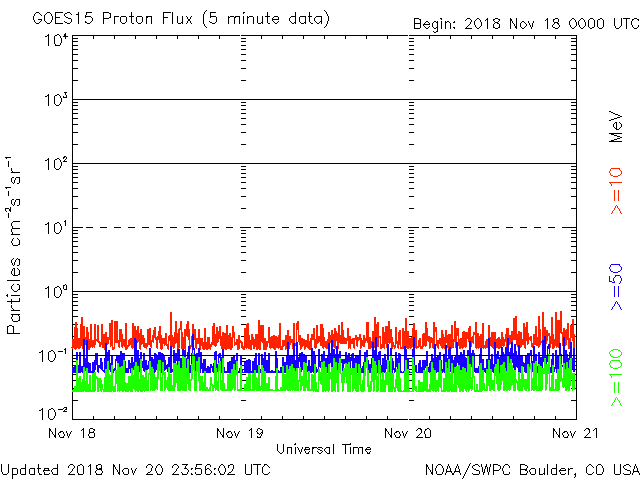 GOES15 Proton Flux (5 minute data)
Begin: 2018 Nov 18 0000 UTC
Particles cm⁻²s⁻¹sr⁻¹
10⁴
10³
10²
10¹
10⁰
10⁻¹
10⁻²
Nov 18 Nov 19 Nov 20 Nov 21
Universal Time
MeV
>=10
>=50
>=100
Updated 2018 Nov 20 23:56:02 UTC
NOAA/SWPC Boulder, CO USA